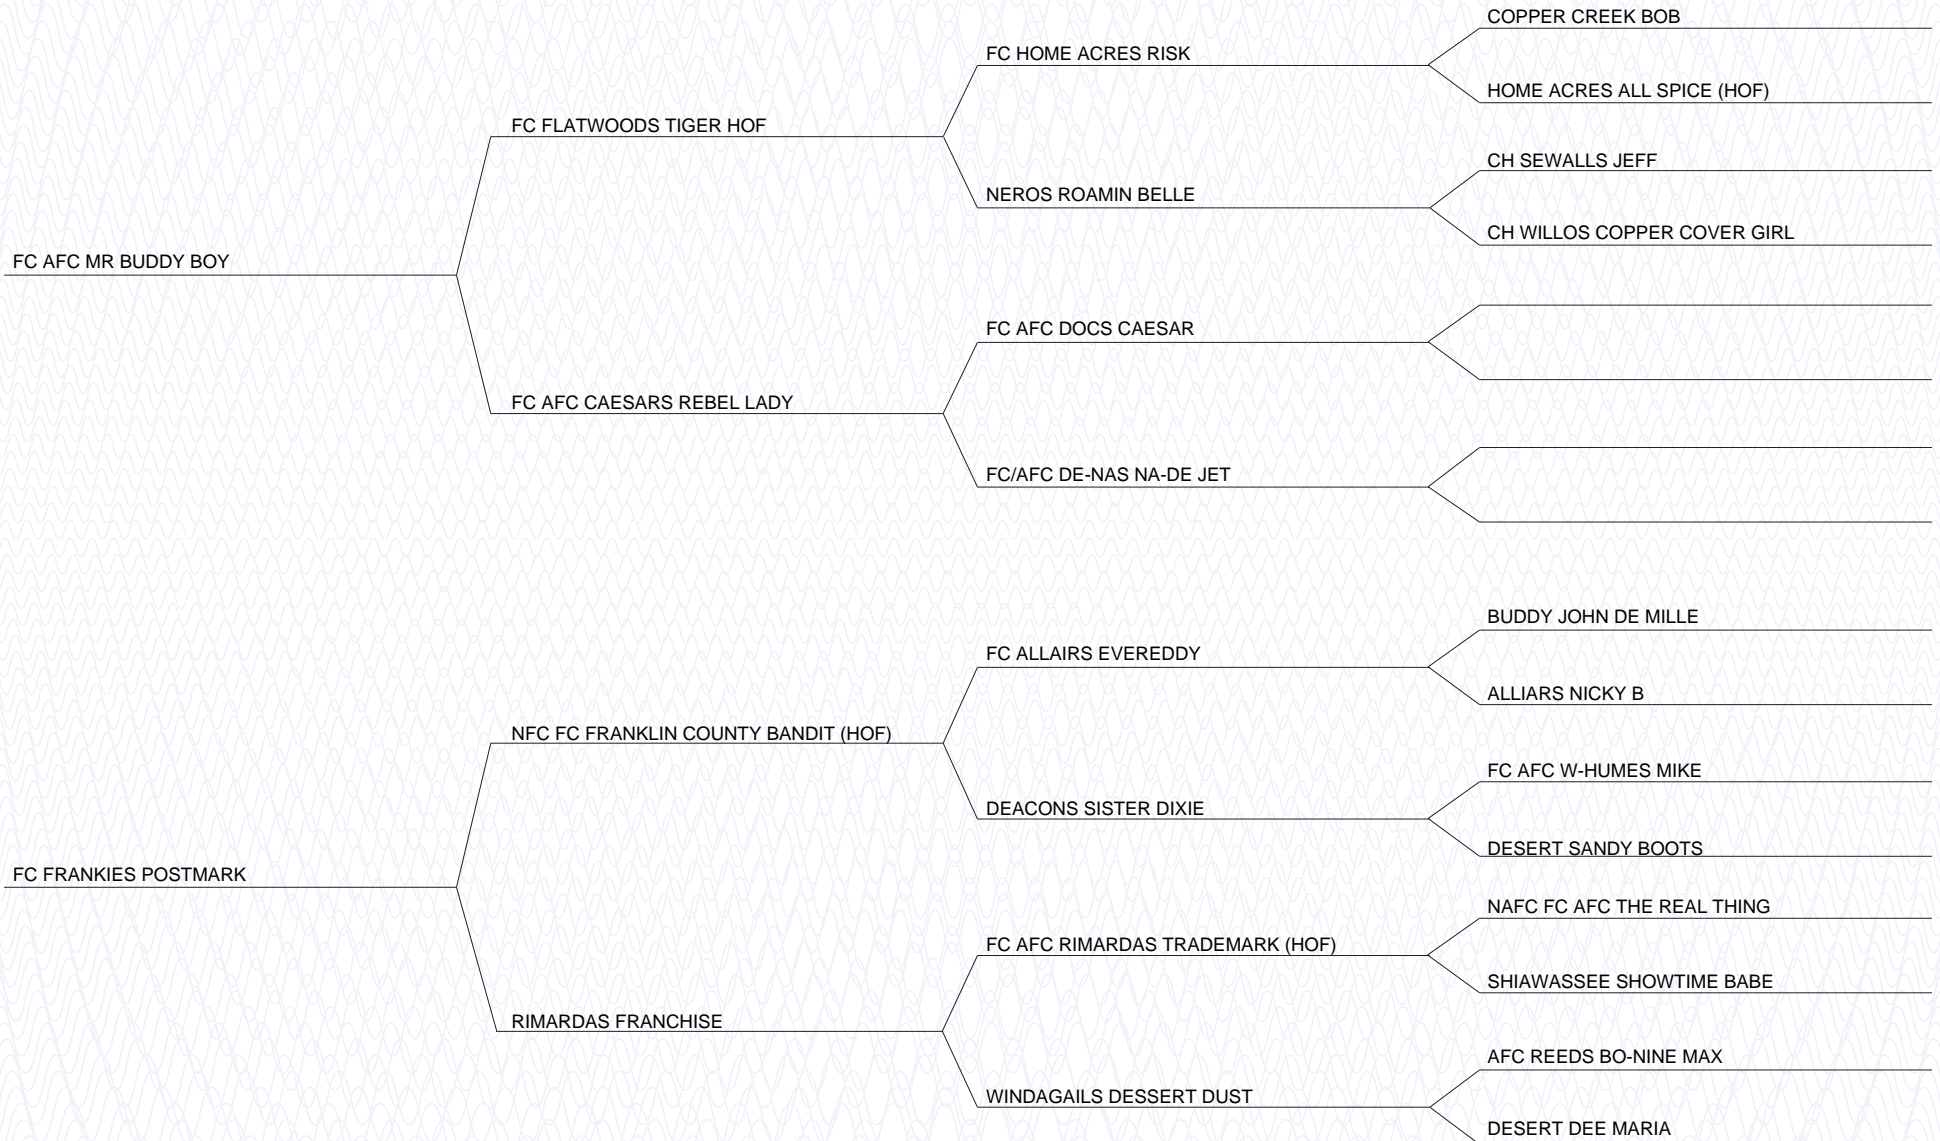 COPPER CREEK BOB
FC HOME ACRES RISK
HOME ACRES ALL SPICE (HOF)
FC FLATWOODS TIGER HOF
CH SEWALLS JEFF
NEROS ROAMIN BELLE
CH WILLOS COPPER COVER GIRL
FC AFC MR BUDDY BOY
FC AFC DOCS CAESAR
FC AFC CAESARS REBEL LADY
FC/AFC DE-NAS NA-DE JET
BUDDY JOHN DE MILLE
FC ALLAIRS EVEREDDY
ALLIARS NICKY B
NFC FC FRANKLIN COUNTY BANDIT (HOF)
FC AFC W-HUMES MIKE
DEACONS SISTER DIXIE
DESERT SANDY BOOTS
FC FRANKIES POSTMARK
NAFC FC AFC THE REAL THING
FC AFC RIMARDAS TRADEMARK (HOF)
SHIAWASSEE SHOWTIME BABE
RIMARDAS FRANCHISE
AFC REEDS BO-NINE MAX
WINDAGAILS DESSERT DUST
DESERT DEE MARIA